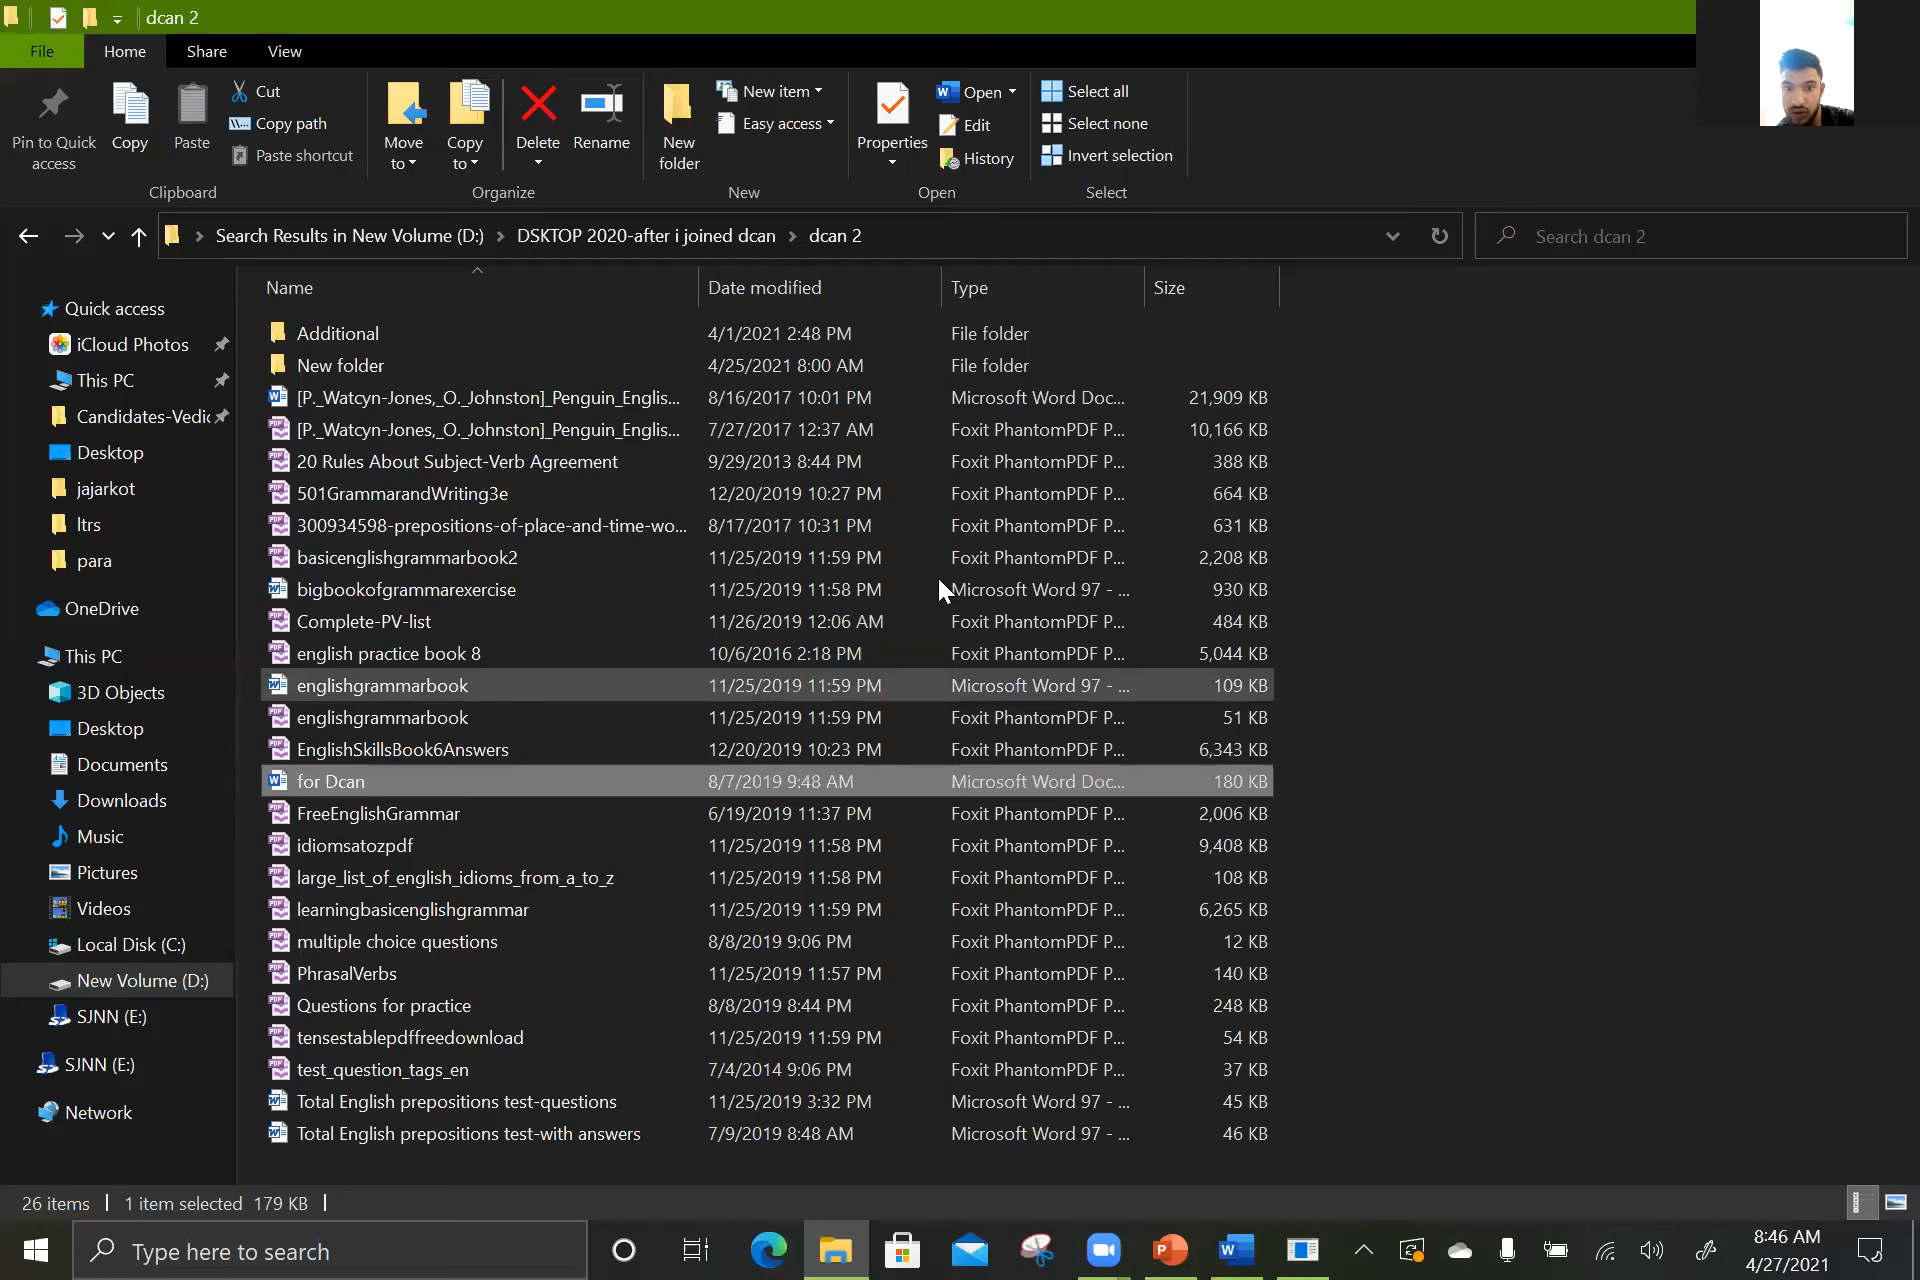 dcan 2
File Home Share View
Pin to Quick access
Copy
Paste
Cut
Copy path
Paste shortcut
Clipboard
Move to
Copy to
Delete
Rename
Organize
New folder
New item
Easy access
New
Properties
Open
Edit
History
Open
Select all
Select none
Invert selection
Select
Search Results in New Volume (D:) > DSKTOP 2020-after i joined dcan > dcan 2
Search dcan 2
Quick access
iCloud Photos
This PC
Candidates-Vedic
Desktop
jajarkot
ltrs
para
OneDrive
This PC
3D Objects
Desktop
Documents
Downloads
Music
Pictures
Videos
Local Disk (C:)
New Volume (D:)
SJNN (E:)
SJNN (E:)
Network
Name Date modified Type Size
Additional 4/1/2021 2:48 PM File folder
New folder 4/25/2021 8:00 AM File folder
[P._Watcyn-Jones,_O._Johnston]_Penguin_Englis... 8/16/2017 10:01 PM Microsoft Word Doc... 21,909 KB
[P._Watcyn-Jones,_O._Johnston]_Penguin_Englis... 7/27/2017 12:37 AM Foxit PhantomPDF P... 10,166 KB
20 Rules About Subject-Verb Agreement 9/29/2013 8:44 PM Foxit PhantomPDF P... 388 KB
501GrammarandWriting3e 12/20/2019 10:27 PM Foxit PhantomPDF P... 664 KB
300934598-prepositions-of-place-and-time-wo... 8/17/2017 10:31 PM Foxit PhantomPDF P... 631 KB
basicenglishgrammarbook2 11/25/2019 11:59 PM Foxit PhantomPDF P... 2,208 KB
bigbookofgrammarexercise 11/25/2019 11:58 PM Microsoft Word 97 - ... 930 KB
Complete-PV-list 11/26/2019 12:06 AM Foxit PhantomPDF P... 484 KB
english practice book 8 10/6/2016 2:18 PM Foxit PhantomPDF P... 5,044 KB
englishgrammarbook 11/25/2019 11:59 PM Microsoft Word 97 - ... 109 KB
englishgrammarbook 11/25/2019 11:59 PM Foxit PhantomPDF P... 51 KB
EnglishSkillsBook6Answers 12/20/2019 10:23 PM Foxit PhantomPDF P... 6,343 KB
for Dcan 8/7/2019 9:48 AM Microsoft Word Doc... 180 KB
FreeEnglishGrammar 6/19/2019 11:37 PM Foxit PhantomPDF P... 2,006 KB
idiomsatozpdf 11/25/2019 11:58 PM Foxit PhantomPDF P... 9,408 KB
large_list_of_english_idioms_from_a_to_z 11/25/2019 11:58 PM Foxit PhantomPDF P... 108 KB
learningbasicenglishgrammar 11/25/2019 11:59 PM Foxit PhantomPDF P... 6,265 KB
multiple choice questions 8/8/2019 9:06 PM Foxit PhantomPDF P... 12 KB
PhrasalVerbs 11/25/2019 11:57 PM Foxit PhantomPDF P... 140 KB
Questions for practice 8/8/2019 8:44 PM Foxit PhantomPDF P... 248 KB
tensestablepdffreedownload 11/25/2019 11:59 PM Foxit PhantomPDF P... 54 KB
test_question_tags_en 7/4/2014 9:06 PM Foxit PhantomPDF P... 37 KB
Total English prepositions test-questions 11/25/2019 3:32 PM Microsoft Word 97 - ... 45 KB
Total English prepositions test-with answers 7/9/2019 8:48 AM Microsoft Word 97 - ... 46 KB
26 items 1 item selected 179 KB
Type here to search
8:46 AM
4/27/2021